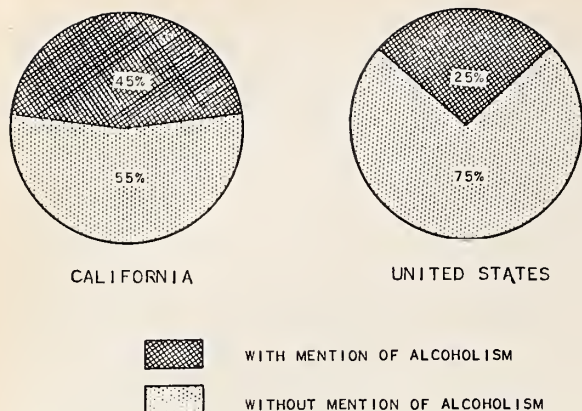 45%
25%
55%
75%
CALIFORNIA
UNITED STATES
WITH MENTION OF ALCOHOLISM
WITHOUT MENTION OF ALCOHOLISM